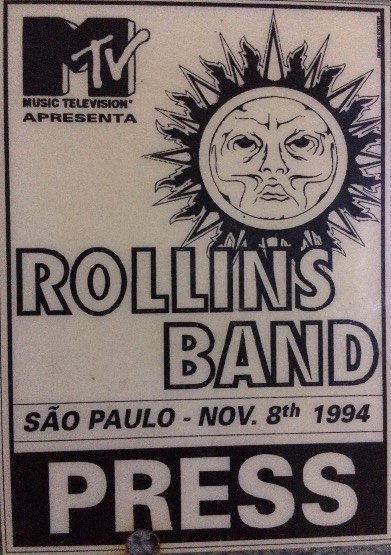 MTV
MUSIC TELEVISION®
APRESENTA
ROLLINS
BAND
SÃO PAULO - NOV. 8th 1994
PRESS